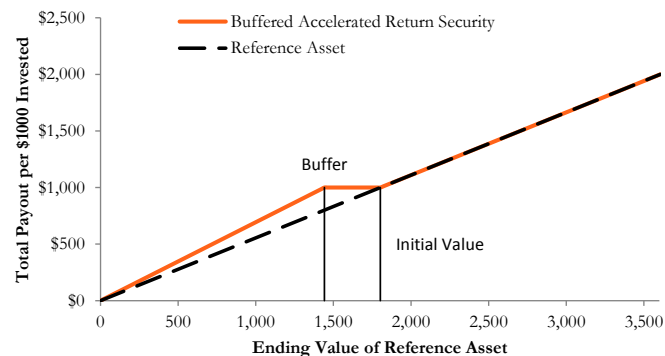 Buffered Accelerated Return Security
Reference Asset
Total Payout per $1000 Invested
$2,500
$2,000
$1,500
$1,000
$500
$0
Buffer
Initial Value
0
500
1,000
1,500
2,000
2,500
3,000
3,500
Ending Value of Reference Asset